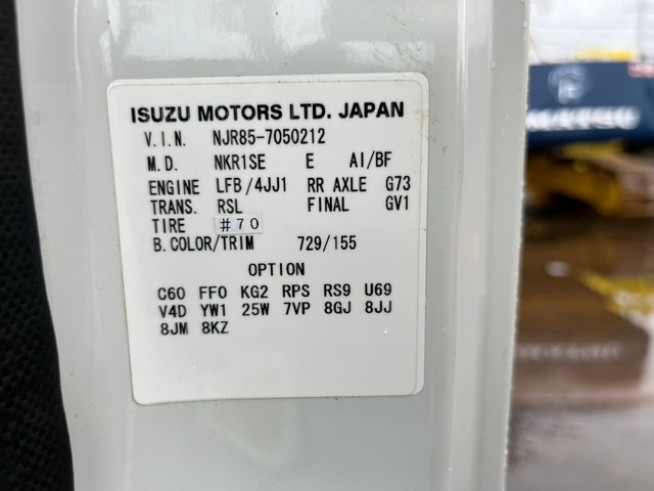 ISUZU MOTORS LTD. JAPAN
V.I.N. NJR85-7050212
M.D. NKR1SE E AI/BF
ENGINE LFB/4JJ1 RR AXLE G73
TRANS. RSL FINAL GV1
TIRE #70
B.COLOR/TRIM 729/155
OPTION
C60 FF0 KG2 RPS RS9 U69
V4D YW1 25W 7VP 8GJ 8JJ
8JM 8KZ